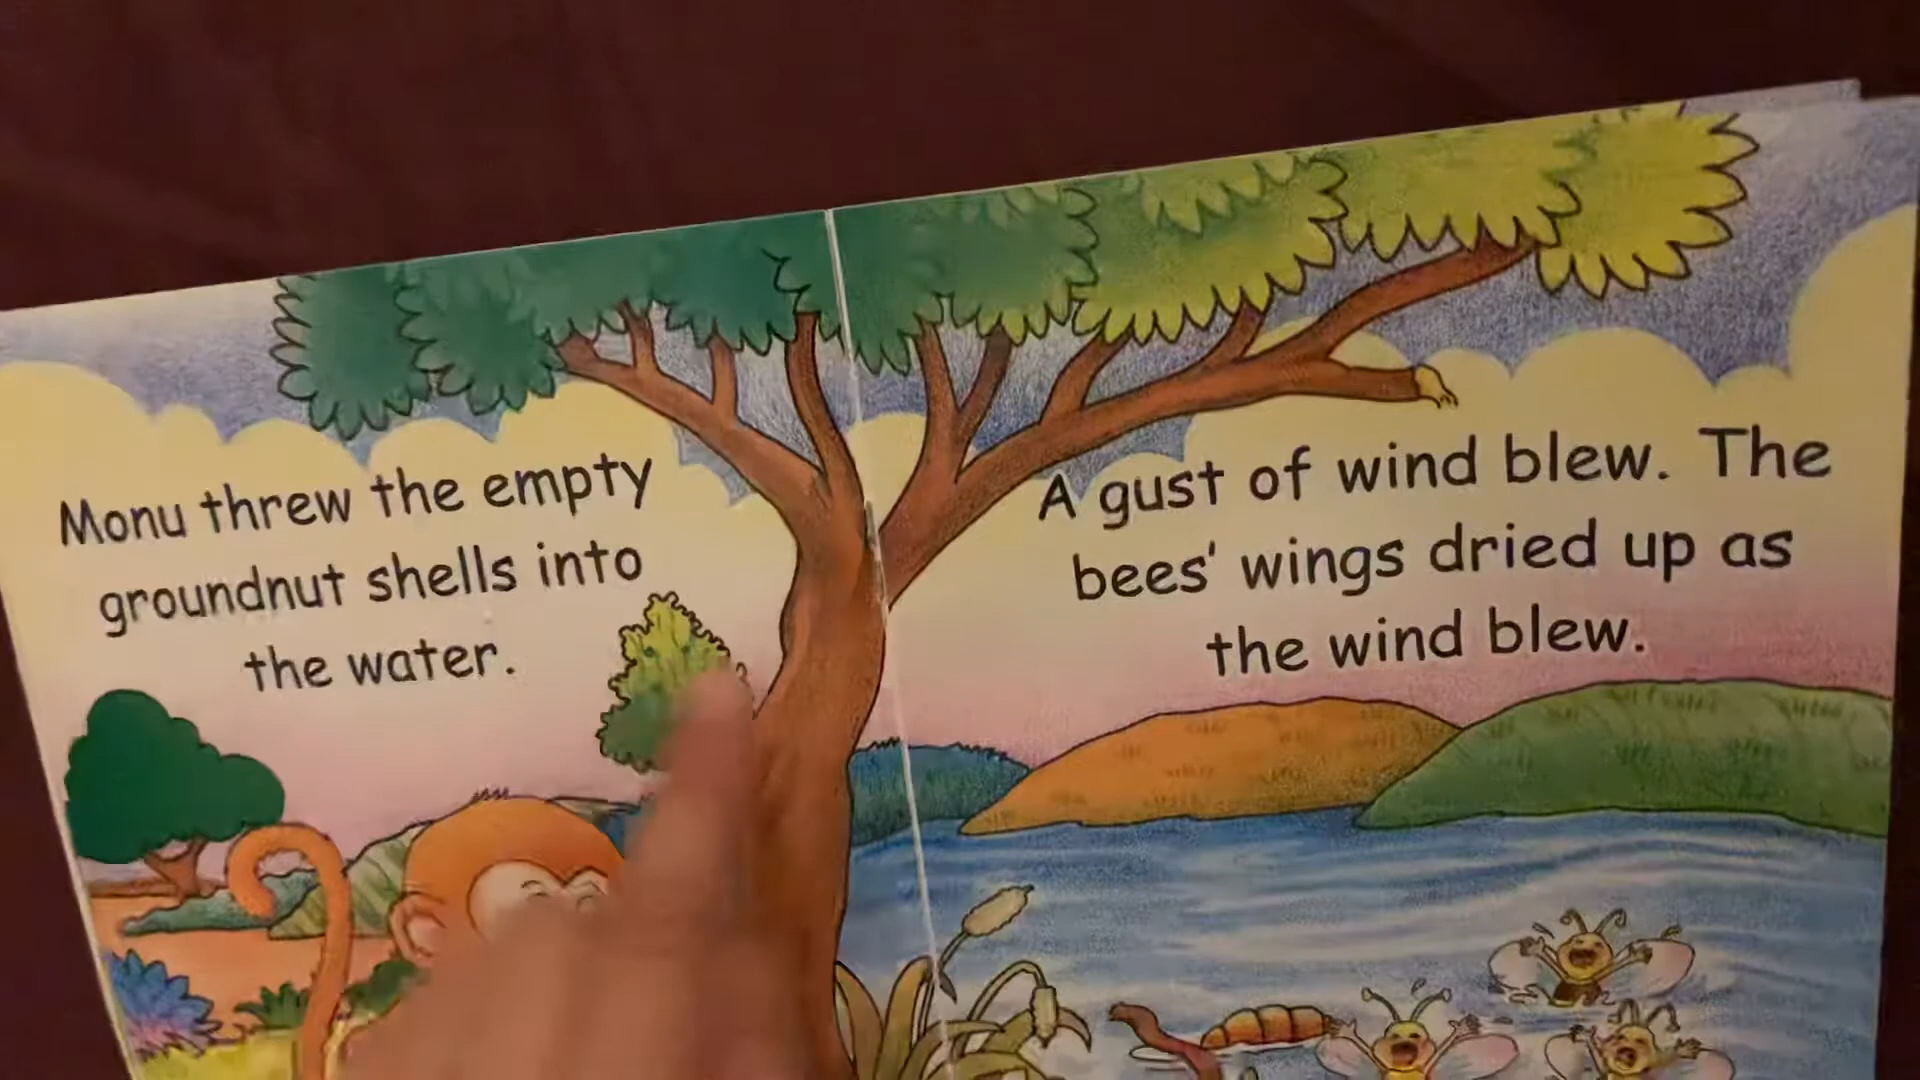 Monu threw the empty
groundnut shells into
the water.
A gust of wind blew. The
bees' wings dried up as
the wind blew.